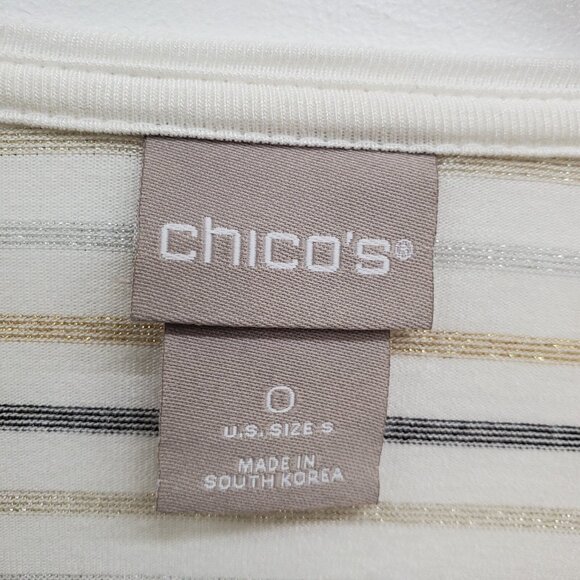 chico's®
0
U.S. SIZE S
MADE IN
SOUTH KOREA